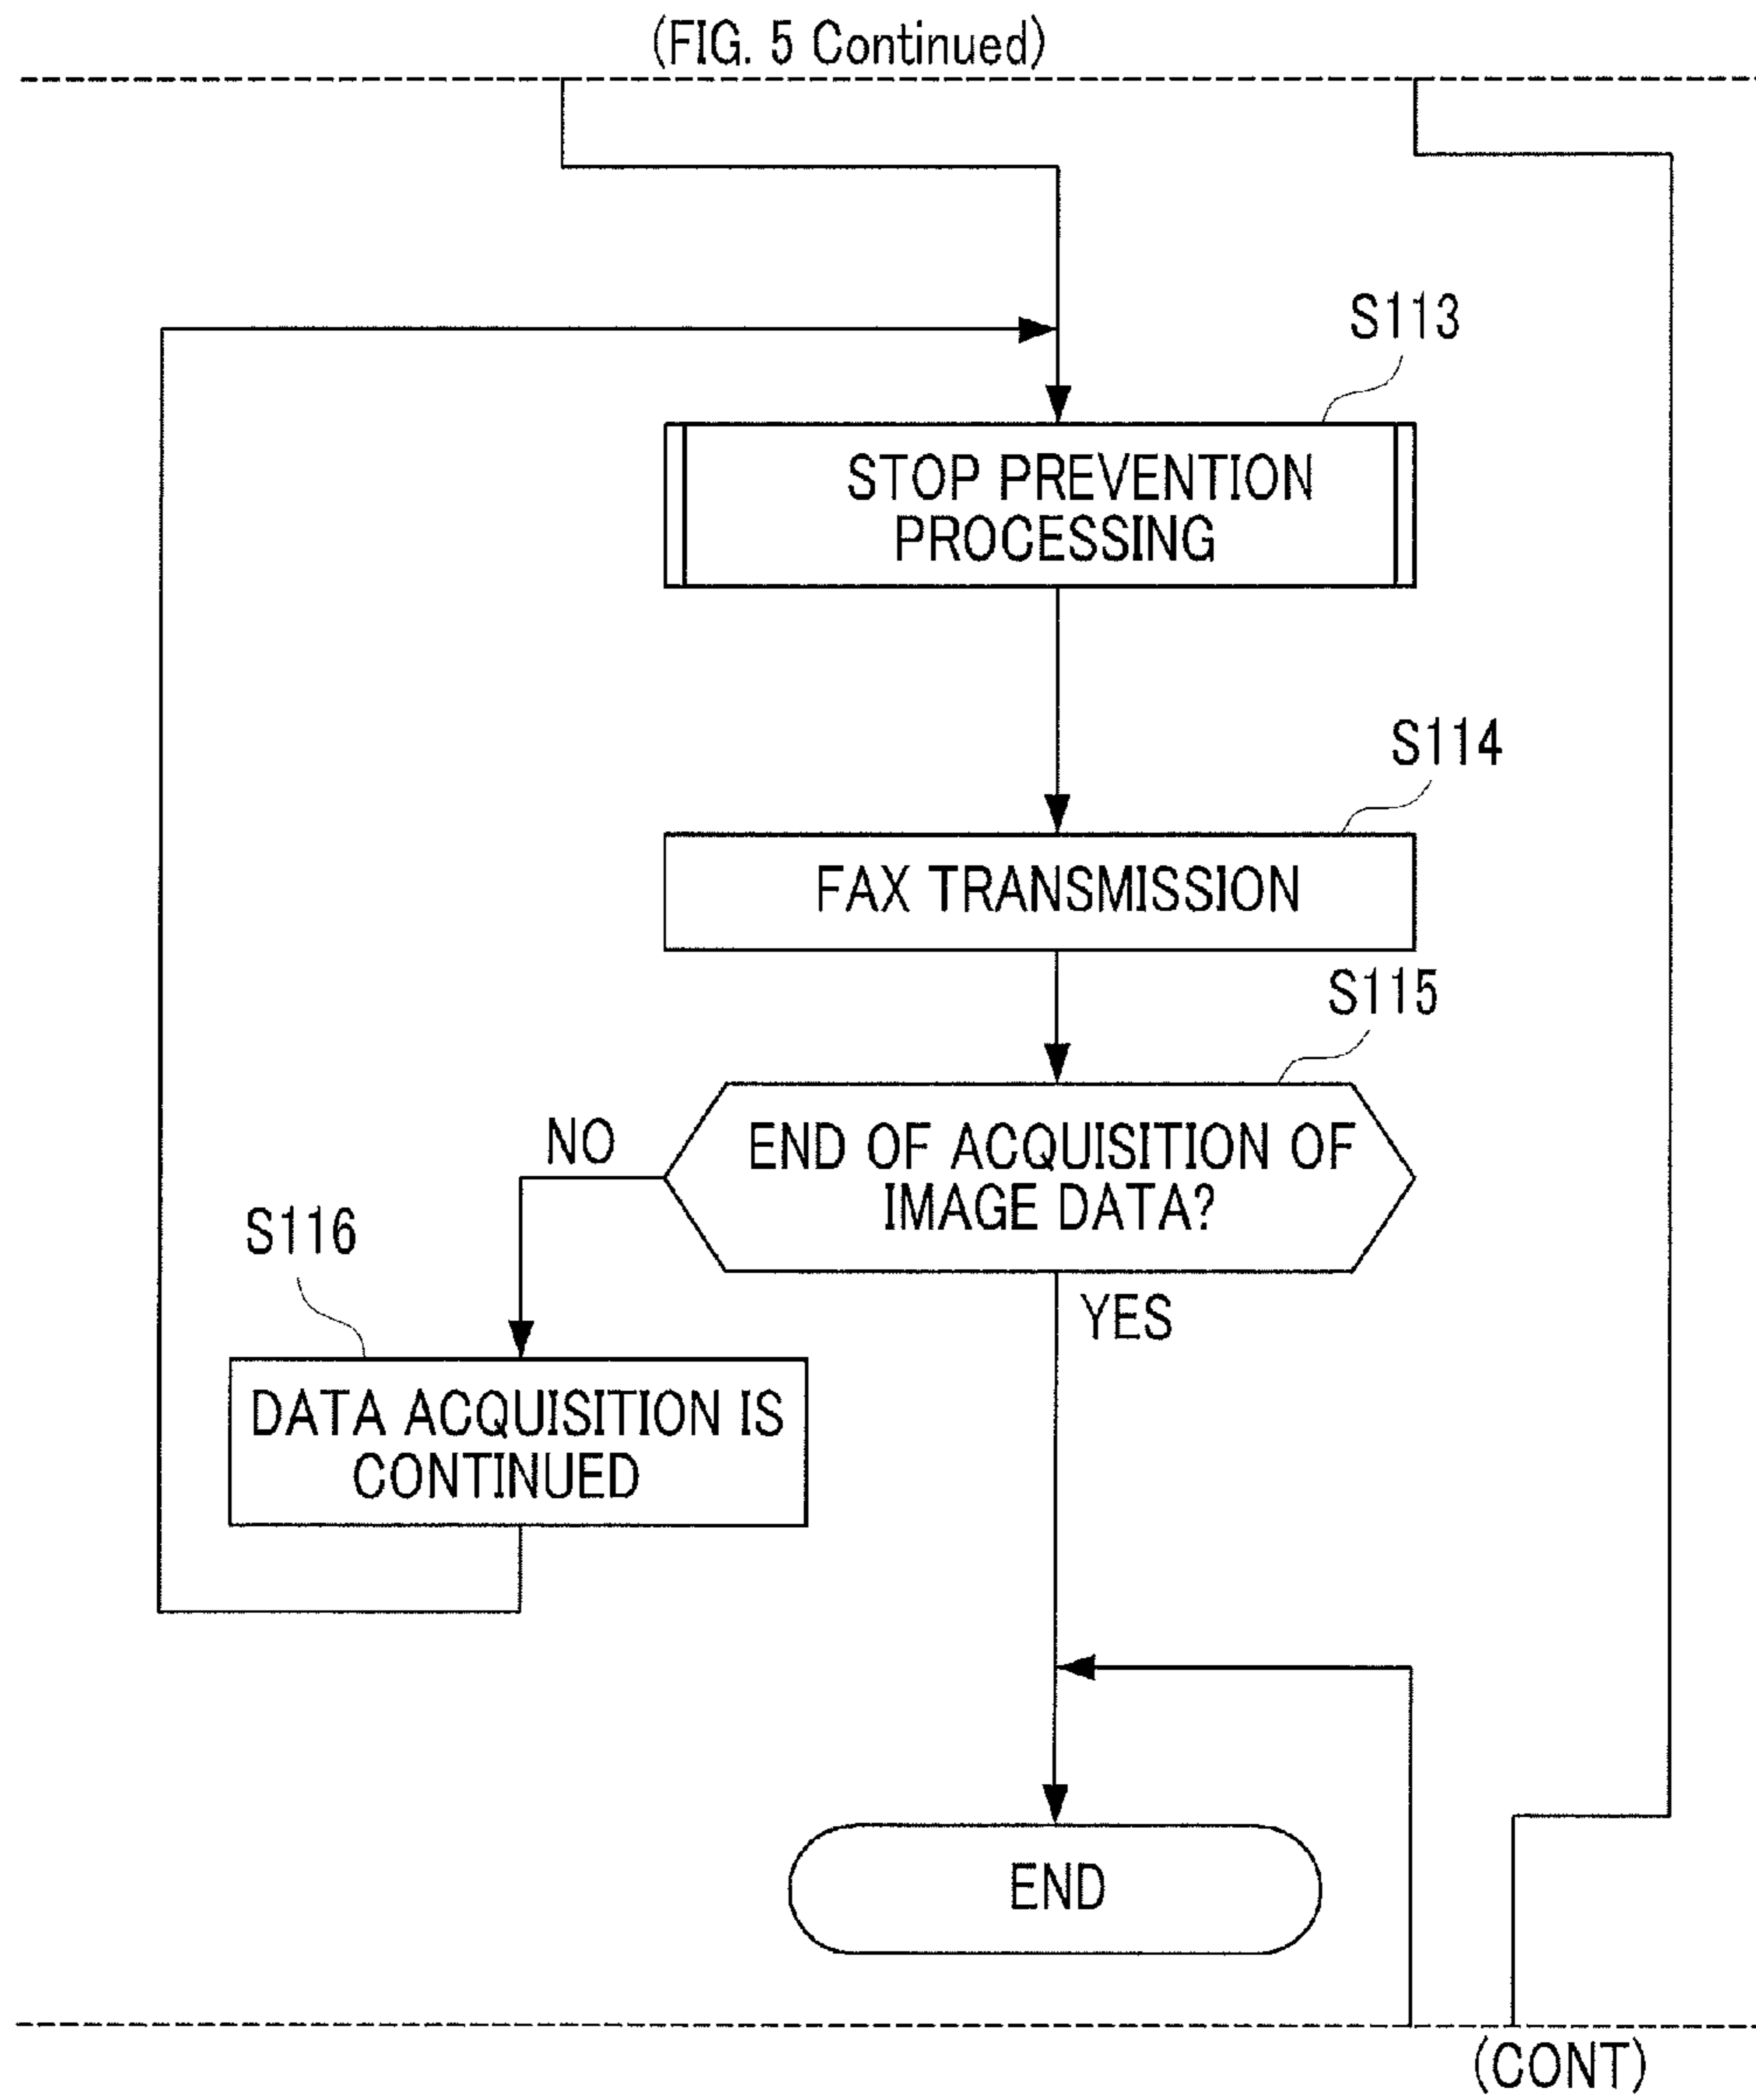 (FIG. 5 Continued)
S113
STOP PREVENTION
PROCESSING
S114
FAX TRANSMISSION
S115
END OF ACQUISITION OF
IMAGE DATA?
NO
YES
S116
DATA ACQUISITION IS
CONTINUED
END
(CONT)